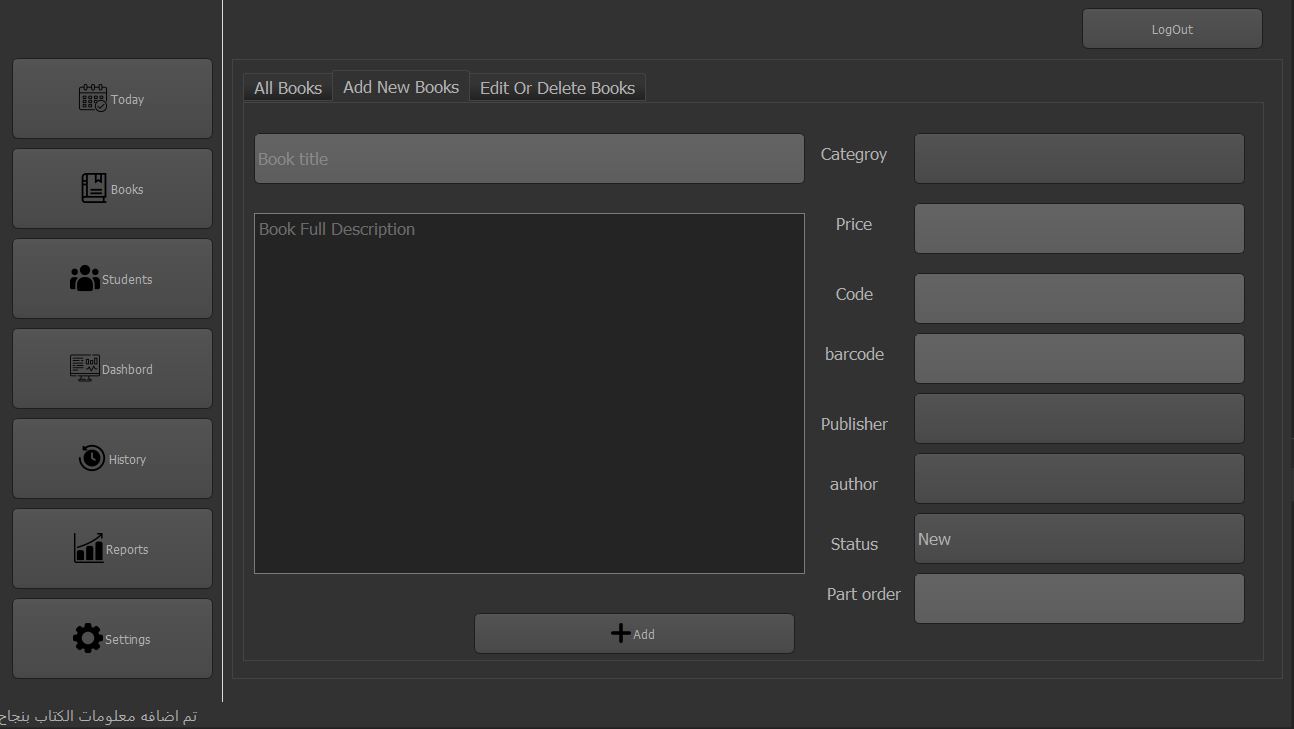 LogOut
Today
Books
Students
Dashbord
History
Reports
Settings
All Books
Add New Books
Edit Or Delete Books
Book title
Book Full Description
Categroy
Price
Code
barcode
Publisher
author
Status
New
Part order
Add
تم اضافه معلومات الكتاب بنجاح